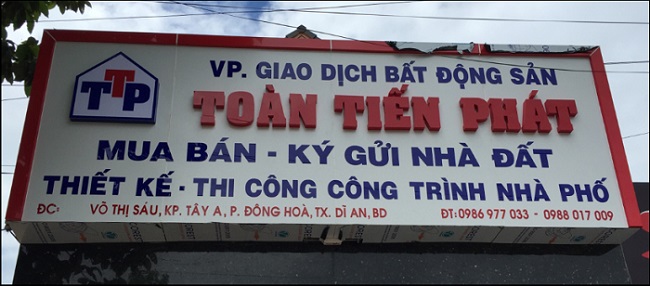 TTP
VP. GIAO DỊCH BẤT ĐỘNG SẢN
TOÀN TIẾN PHÁT
MUA BÁN - KÝ GỬI NHÀ ĐẤT
THIẾT KẾ - THI CÔNG CÔNG TRÌNH NHÀ PHỐ
ĐC: VÕ THỊ SÁU, KP. TÂY A, P. ĐÔNG HOÀ, TX. DĨ AN, BD ĐT: 0986 977 033 - 0988 017 009